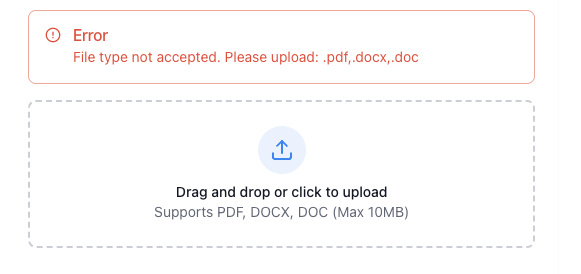 Error
File type not accepted. Please upload: .pdf,.docx,.doc
Drag and drop or click to upload
Supports PDF, DOCX, DOC (Max 10MB)